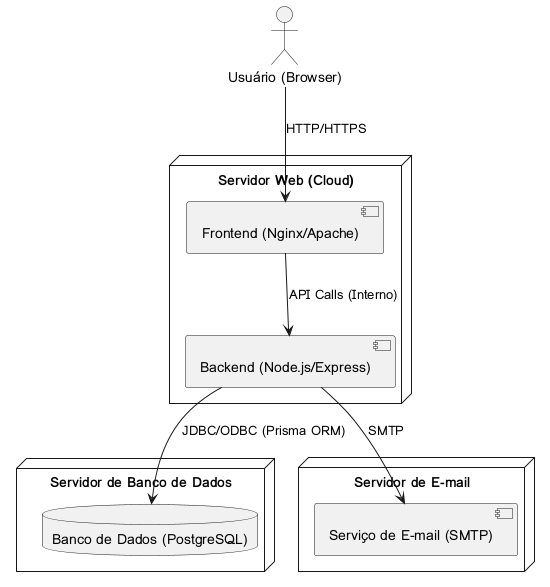 Usuário (Browser)
HTTP/HTTPS
Servidor Web (Cloud)
Frontend (Nginx/Apache)
API Calls (Interno)
Backend (Node.js/Express)
JDBC/ODBC (Prisma ORM)
SMTP
Servidor de Banco de Dados
Banco de Dados (PostgreSQL)
Servidor de E-mail
Serviço de E-mail (SMTP)